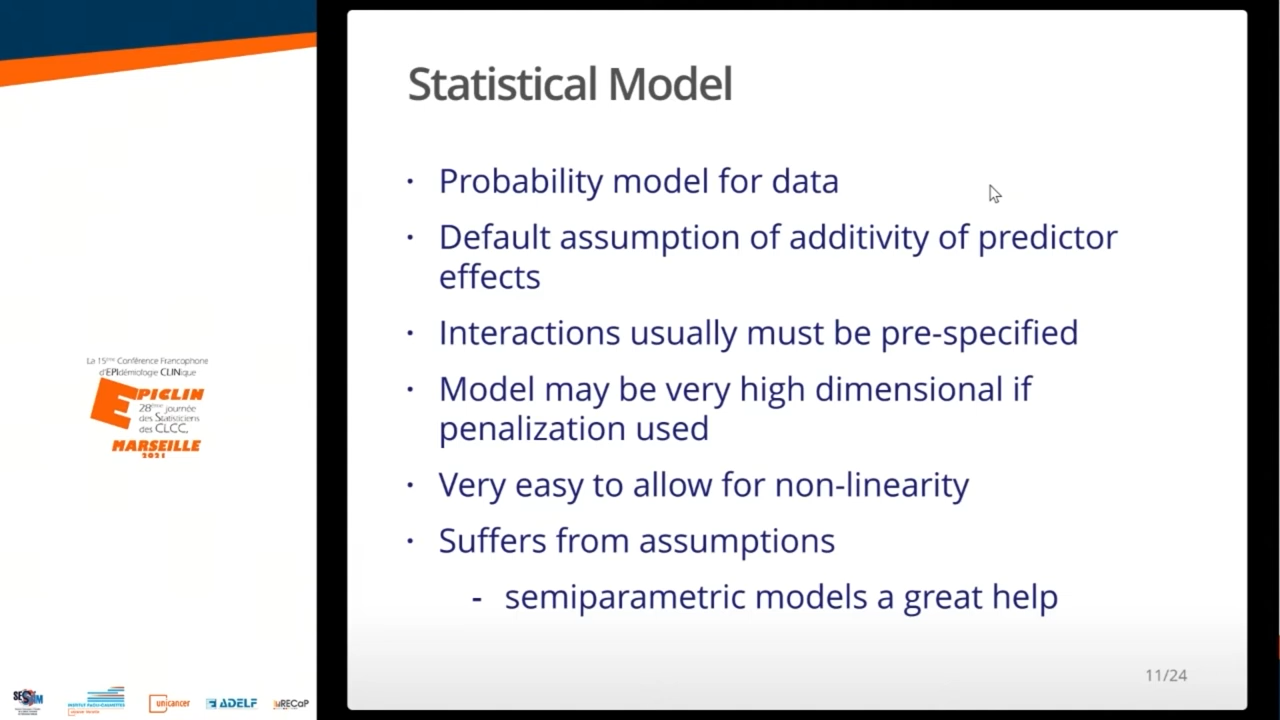 Statistical Model
· Probability model for data
· Default assumption of additivity of predictor
effects
· Interactions usually must be pre-specified
· Model may be very high dimensional if
penalization used
· Very easy to allow for non-linearity
· Suffers from assumptions
- semiparametric models a great help
11/24
La 15ème Conférence Francophone
d'EPIdémiologie CLINique
EPICLIN
28ème journée
des Statisticiens
des CLCC,
MARSEILLE
2021
unicancer
ADELF
RECaP